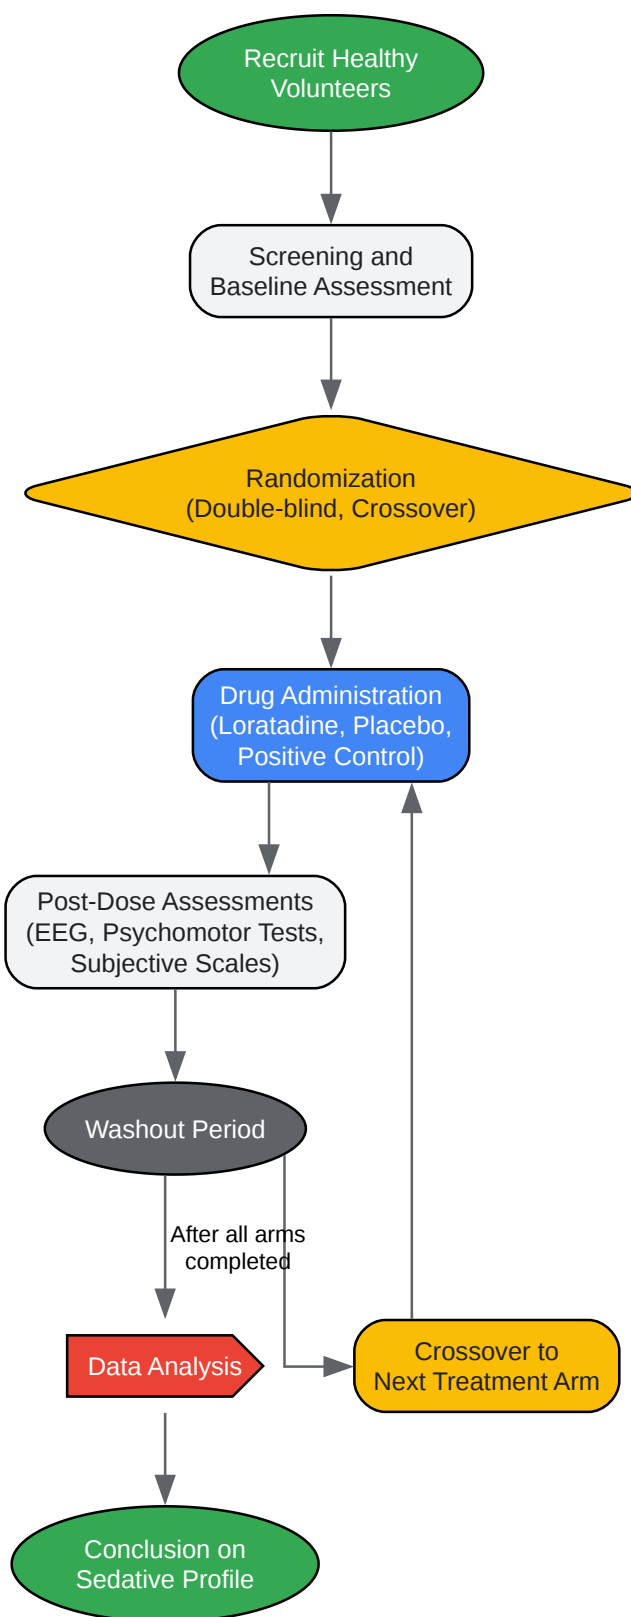 Recruit Healthy
Volunteers
Screening and
Baseline Assessment
Randomization
(Double-blind, Crossover)
Drug Administration
(Loratadine, Placebo,
Positive Control)
Post-Dose Assessments
(EEG, Psychomotor Tests,
Subjective Scales)
Washout Period
After all arms
completed
Data Analysis
Crossover to
Next Treatment Arm
Conclusion on
Sedative Profile